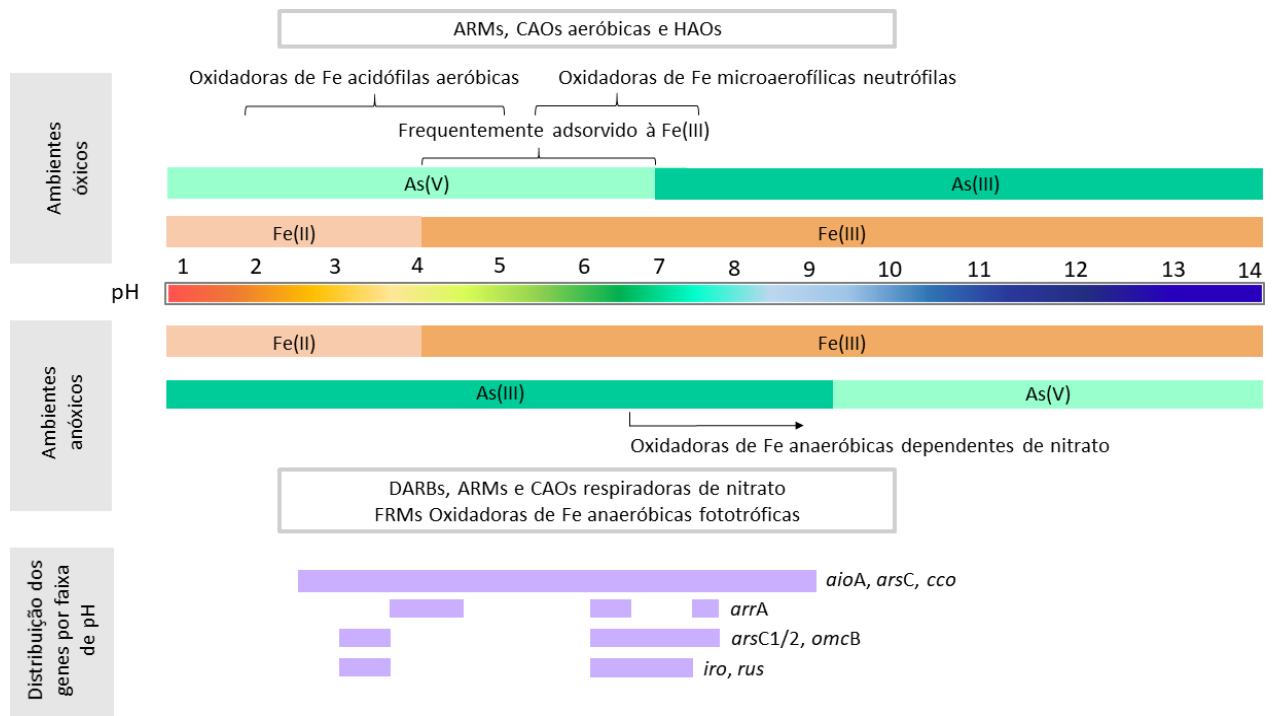 ARMs, CAOs aeróbicas e HAOs
Ambientes
óxicos
Oxidadoras de Fe acidófilas aeróbicas
Oxidadoras de Fe microaerofílicas neutrófilas
Frequentemente adsorvido à Fe(III)
As(V)
As(III)
Fe(II)
Fe(III)
1 2 3 4 5 6 7 8 9 10 11 12 13 14
pH
Ambientes
anóxicos
Fe(II)
Fe(III)
As(III)
As(V)
Oxidadoras de Fe anaeróbicas dependentes de nitrato
DARBs, ARMs e CAOs respiradoras de nitrato
FRMs Oxidadoras de Fe anaeróbicas fototróficas
Distribuição dos
genes por faixa
de pH
aioA, arsC, cco
arrA
arsC1/2, omcB
iro, rus